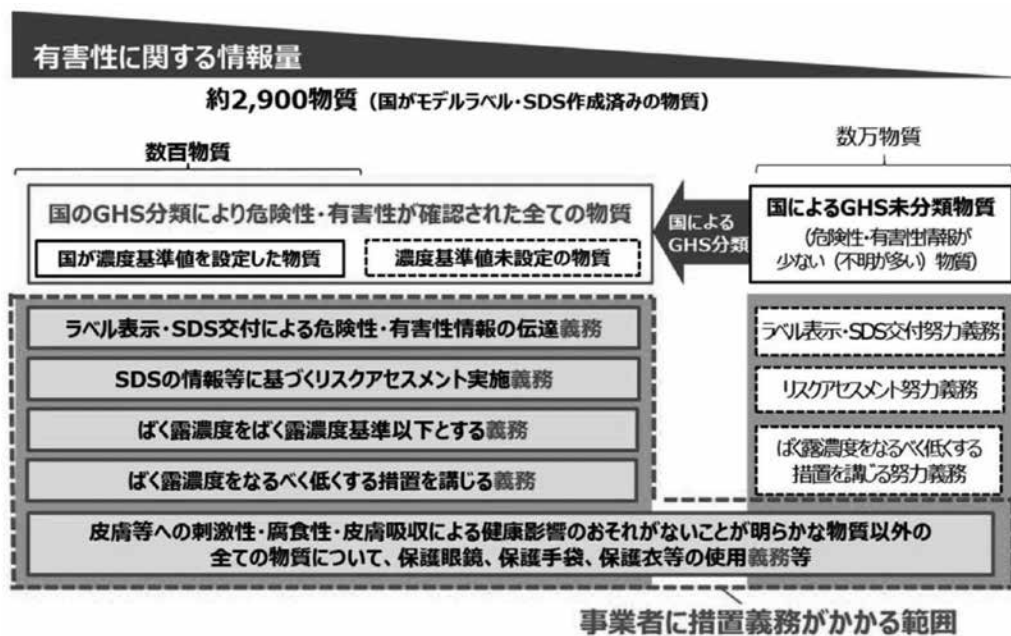 有害性に関する情報量
約2,900物質（国がモデルラベル・SDS作成済みの物質）
数百物質
数万物質
国のGHS分類により危険性・有害性が確認された全ての物質
国が濃度基準値を設定した物質
濃度基準値未設定の物質
国による
GHS分類
国によるGHS未分類物質
（危険性・有害性情報が
少ない（不明が多い）物質）
ラベル表示・SDS交付による危険性・有害性情報の伝達義務
SDSの情報等に基づくリスクアセスメント実施義務
ばく露濃度をばく露濃度基準以下とする義務
ばく露濃度をなるべく低くする措置を講じる義務
ラベル表示・SDS交付努力義務
リスクアセスメント努力義務
ばく露濃度をなるべく低くする
措置を講じる努力義務
皮膚等への刺激性・腐食性・皮膚吸収による健康影響のおそれがないことが明らかな物質以外の
全ての物質について、保護眼鏡、保護手袋、保護衣等の使用義務等
事業者に措置義務がかかる範囲